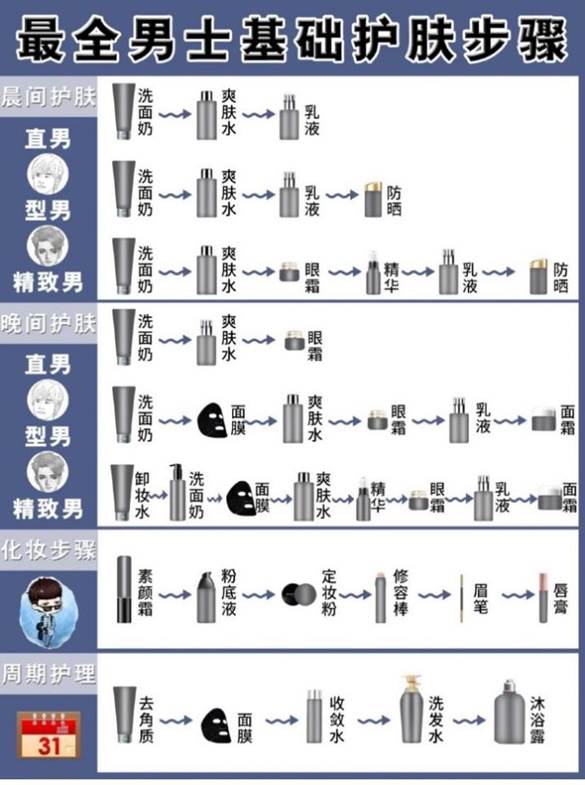 最全男士基础护肤步骤
晨间护肤
直男
洗面奶 爽肤水 乳液
型男
洗面奶 爽肤水 乳液 防晒
精致男
洗面奶 爽肤水 眼霜 精华 乳液 防晒
晚间护肤
直男
洗面奶 爽肤水 眼霜
型男
洗面奶 面膜 爽肤水 眼霜 乳液 面霜
精致男
卸妆水 洗面奶 面膜 爽肤水 精华 眼霜 乳液 面霜
化妆步骤
素颜霜 粉底液 定妆粉 修容棒 眉笔 唇膏
周期护理
31
去角质 面膜 收敛水 洗发水 沐浴露